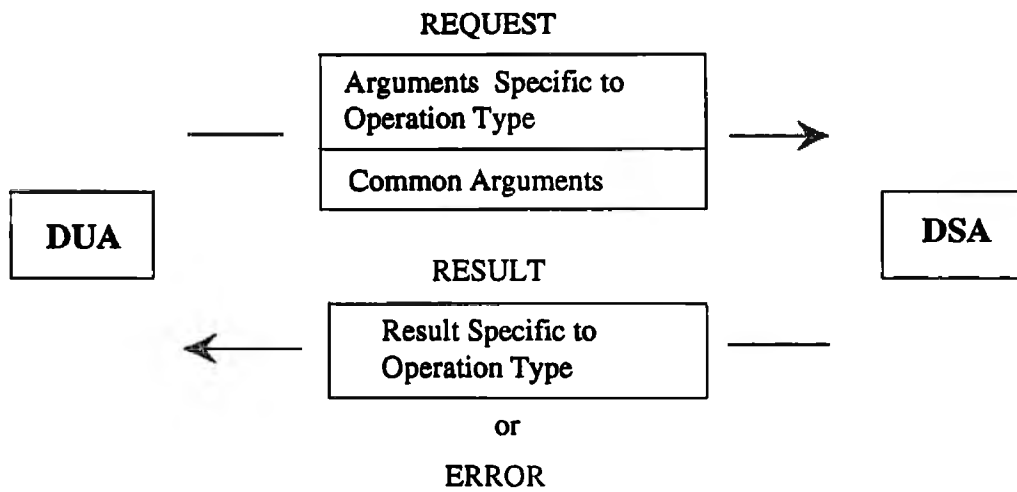 REQUEST
Arguments Specific to
Operation Type
Common Arguments
DUA
DSA
RESULT
Result Specific to
Operation Type
or
ERROR